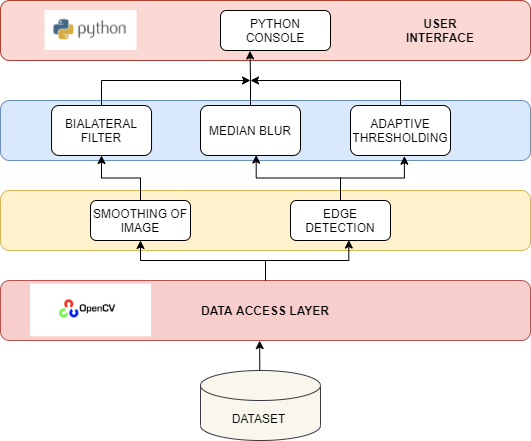 python
PYTHON
CONSOLE
USER
INTERFACE
BIALATERAL
FILTER
MEDIAN BLUR
ADAPTIVE
THRESHOLDING
SMOOTHING OF
IMAGE
EDGE
DETECTION
OpenCV
DATA ACCESS LAYER
DATASET